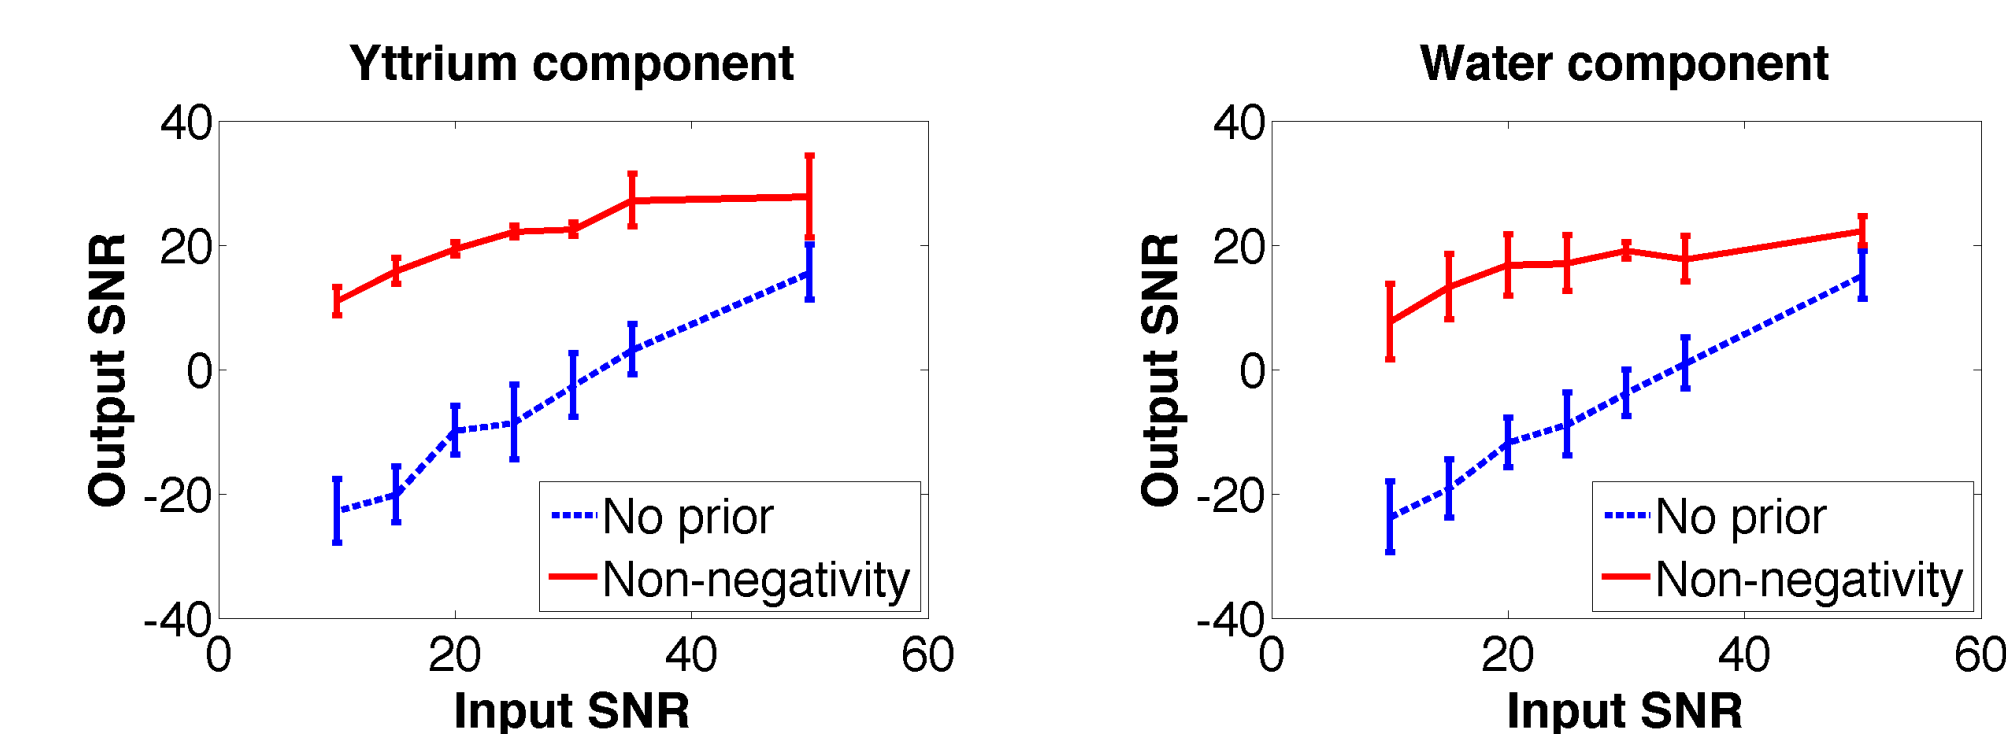 Yttrium component
Output SNR
40
20
0
-20
-40
No prior
Non-negativity
0 20 40 60
Input SNR
Water component
Output SNR
40
20
0
-20
-40
No prior
Non-negativity
0 20 40 60
Input SNR